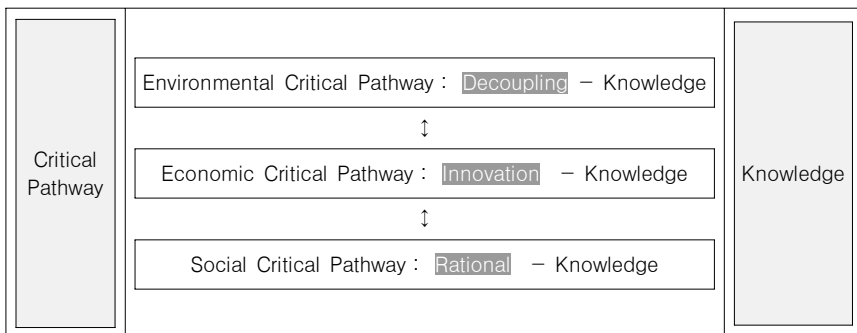 Critical
Pathway
Environmental Critical Pathway : Decoupling - Knowledge
↕
Economic Critical Pathway : Innovation - Knowledge
↕
Social Critical Pathway : Rational - Knowledge
Knowledge